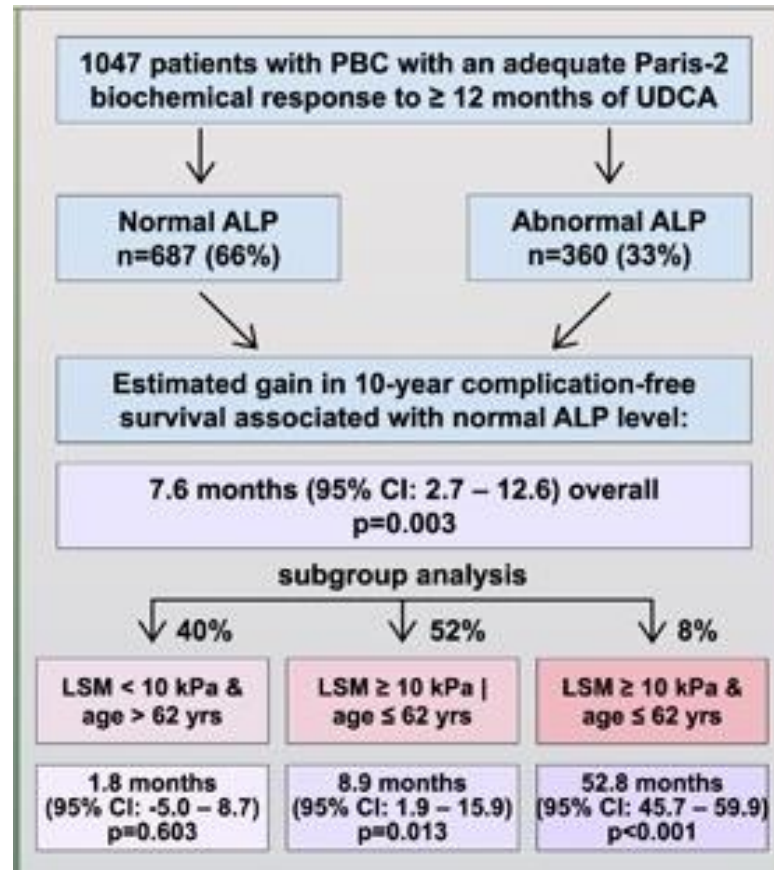 1047 patients with PBC with an adequate Paris-2
biochemical response to ≥ 12 months of UDCA
Normal ALP
n=687 (66%)
Abnormal ALP
n=360 (33%)
Estimated gain in 10-year complication-free
survival associated with normal ALP level:
7.6 months (95% CI: 2.7 – 12.6) overall
p=0.003
subgroup analysis
40%
52%
8%
LSM < 10 kPa &
age > 62 yrs
LSM ≥ 10 kPa |
age ≤ 62 yrs
LSM ≥ 10 kPa &
age ≤ 62 yrs
1.8 months
(95% CI: -5.0 – 8.7)
p=0.603
8.9 months
(95% CI: 1.9 – 15.9)
p=0.013
52.8 months
(95% CI: 45.7 – 59.9)
p<0.001